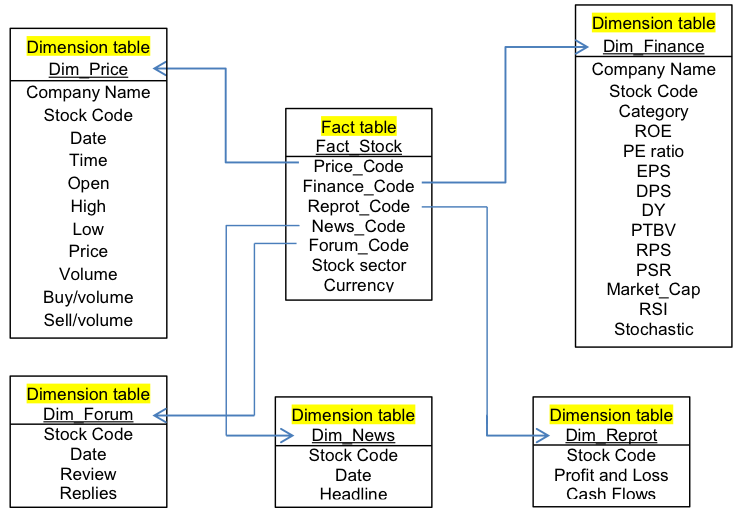 Dimension table
Dim_Price
Company Name
Stock Code
Date
Time
Open
High
Low
Price
Volume
Buy/volume
Sell/volume
Fact table
Fact_Stock
Price_Code
Finance_Code
Reprot_Code
News_Code
Forum_Code
Stock sector
Currency
Dimension table
Dim_Finance
Company Name
Stock Code
Category
ROE
PE ratio
EPS
DPS
DY
PTBV
RPS
PSR
Market_Cap
RSI
Stochastic
Dimension table
Dim_Forum
Stock Code
Date
Review
Replies
Dimension table
Dim_News
Stock Code
Date
Headline
Dimension table
Dim_Reprot
Stock Code
Profit and Loss
Cash Flows